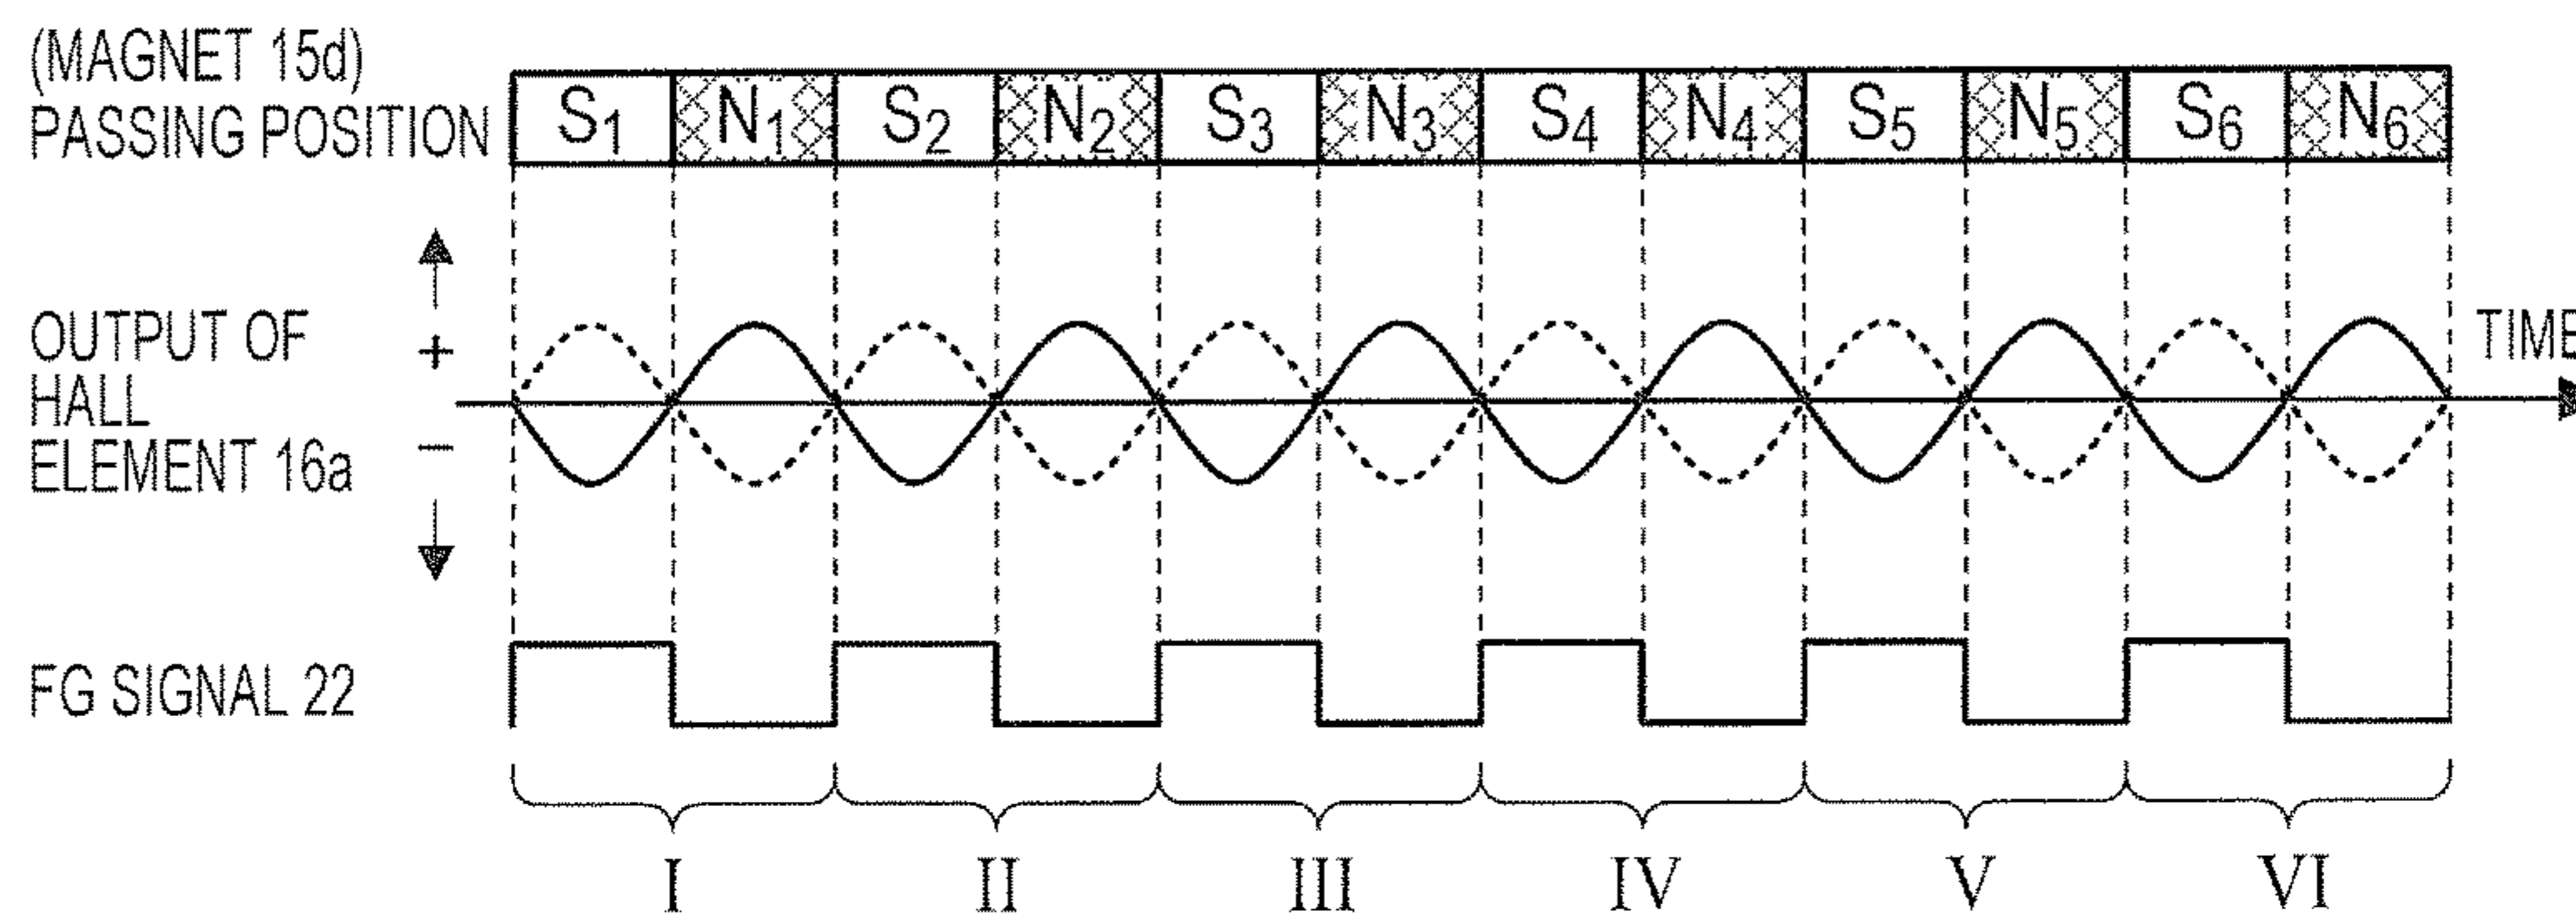 (MAGNET 15d)
PASSING POSITION
S1 N1 S2 N2 S3 N3 S4 N4 S5 N5 S6 N6
OUTPUT OF
HALL
ELEMENT 16a
+
−
TIME
FG SIGNAL 22
I II III IV V VI